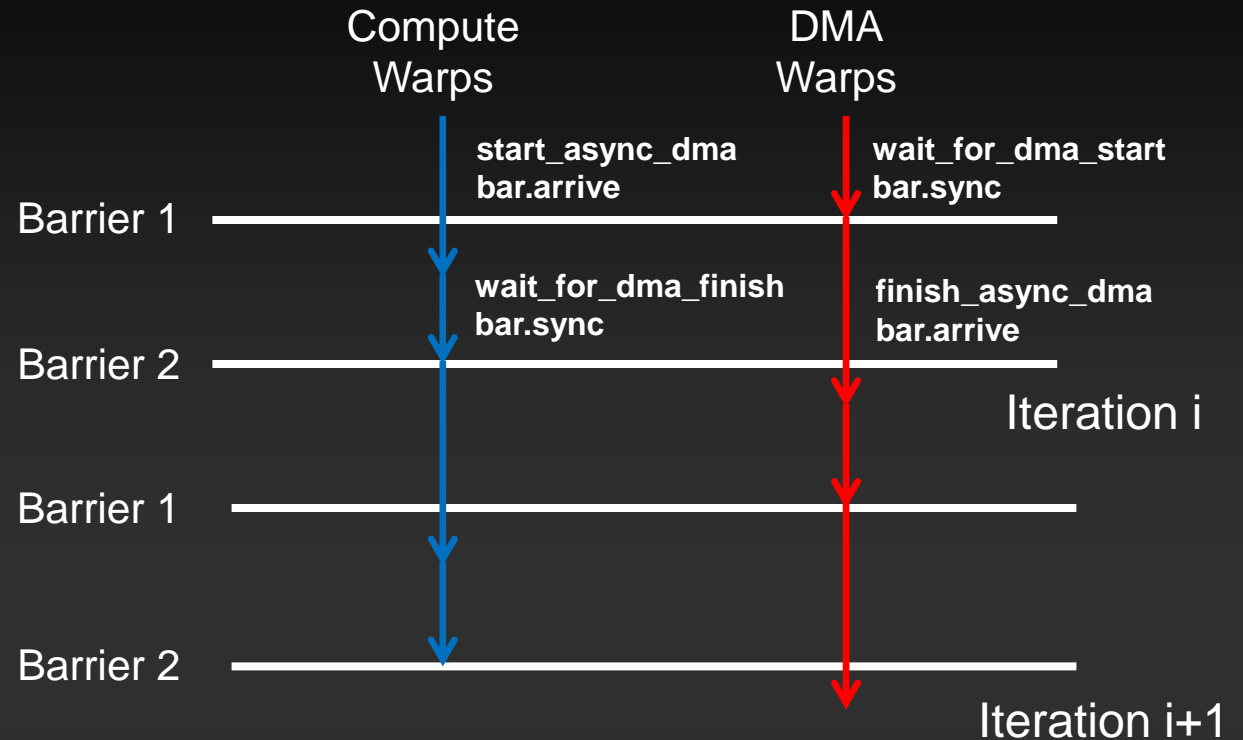 Compute
Warps
DMA
Warps
start_async_dma
bar.arrive
wait_for_dma_start
bar.sync
Barrier 1
wait_for_dma_finish
bar.sync
finish_async_dma
bar.arrive
Barrier 2
Iteration i
Barrier 1
Barrier 2
Iteration i+1